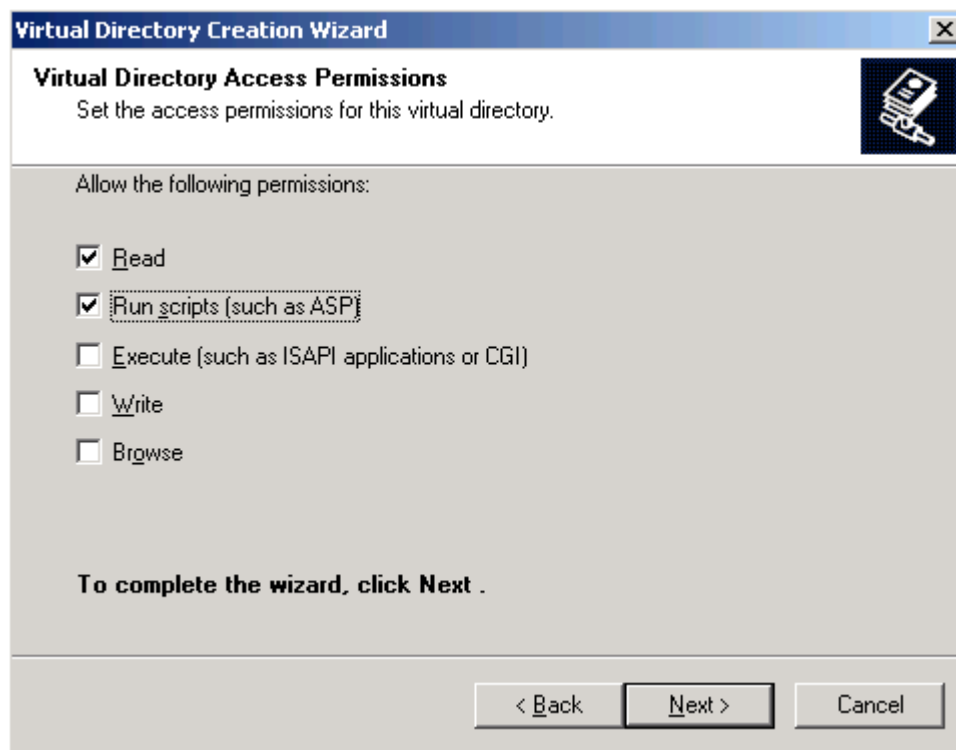 Virtual Directory Creation Wizard
Virtual Directory Access Permissions
Set the access permissions for this virtual directory.
Allow the following permissions:
Read
Run scripts (such as ASP)
Execute (such as ISAPI applications or CGI)
Write
Browse
To complete the wizard, click Next .
< Back Next > Cancel